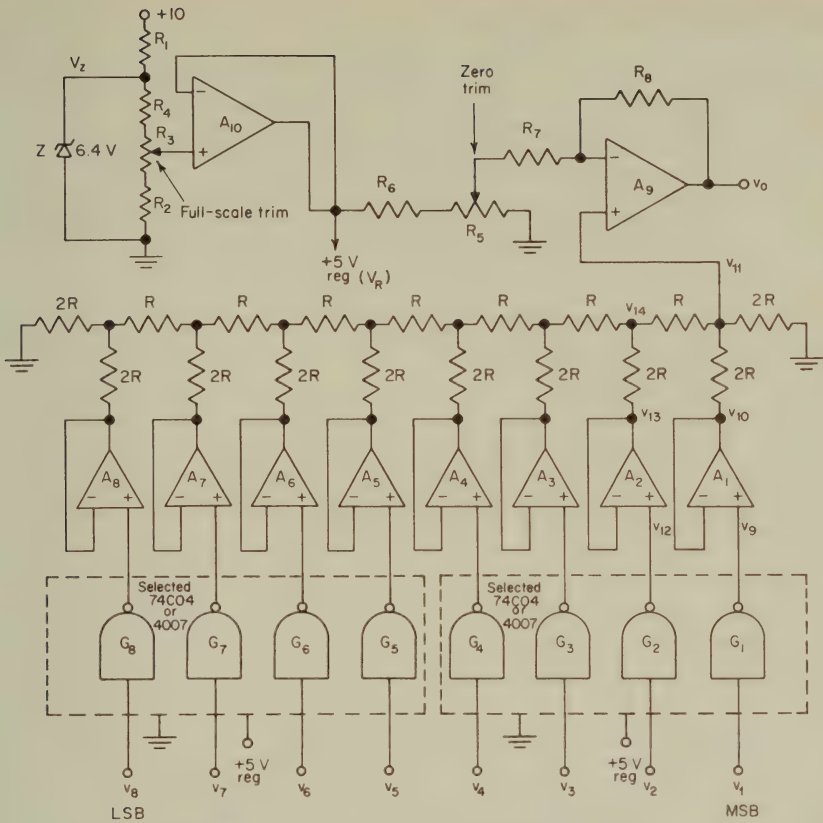 +10
R1
Vz
R4
R3
Z 6.4 V
R2
Full-scale trim
A10
+5 V
reg (VR)
R6
Zero
trim
R5
R7
R8
A9
vo
v11
2R R R R R R v14 R R 2R
2R 2R 2R 2R 2R 2R 2R 2R
v13 v10
A8 A7 A6 A5 A4 A3 A2 A1
v12 v9
Selected
74C04
or
4007
Selected
74C04
or
4007
G8 G7 G6 G5 G4 G3 G2 G1
+5 V
reg
+5 V
reg
v8 v7 v6 v5 v4 v3 v2 v1
LSB MSB